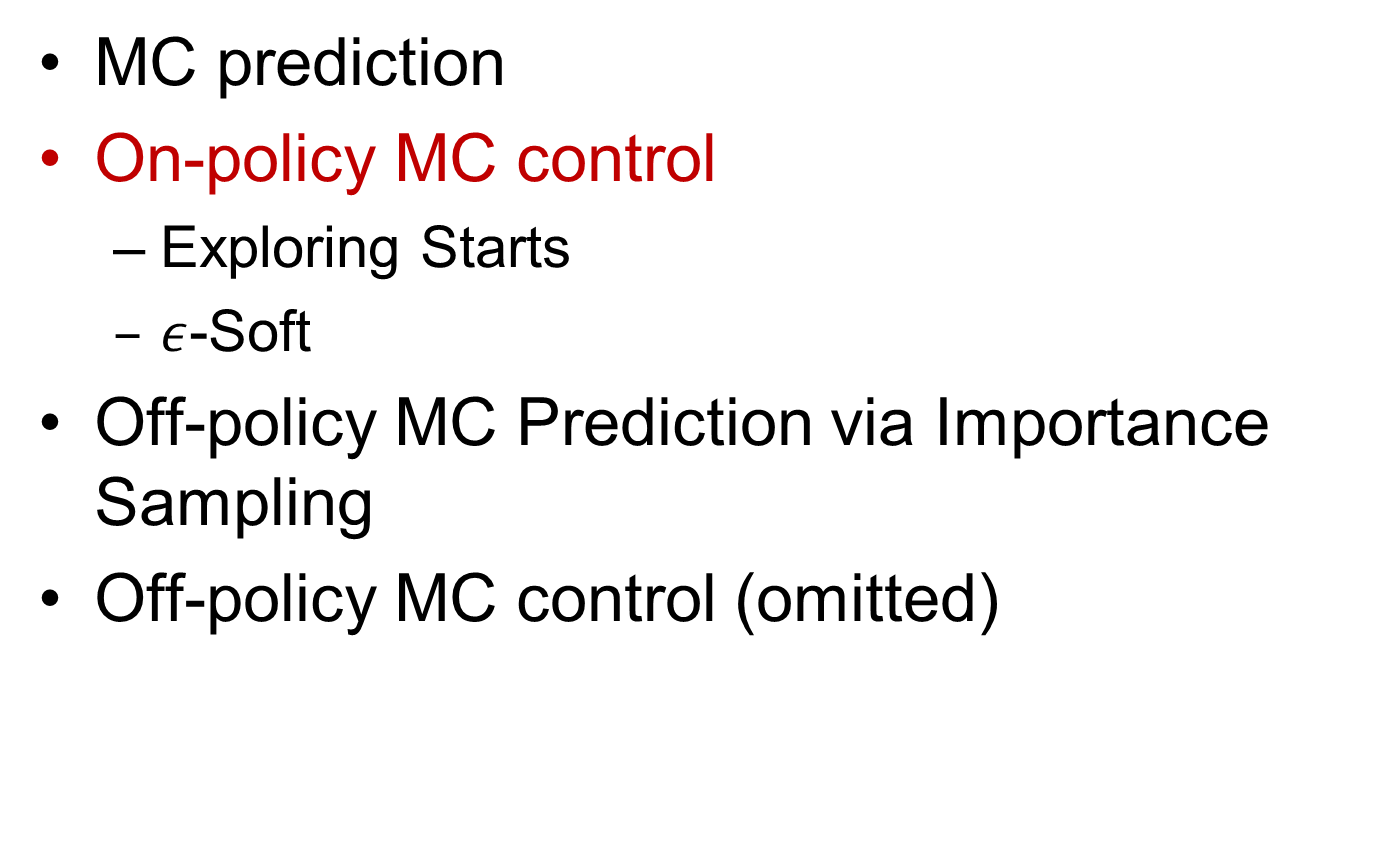 • MC prediction
• On-policy MC control
– Exploring Starts
– ϵ-Soft
• Off-policy MC Prediction via Importance
Sampling
• Off-policy MC control (omitted)